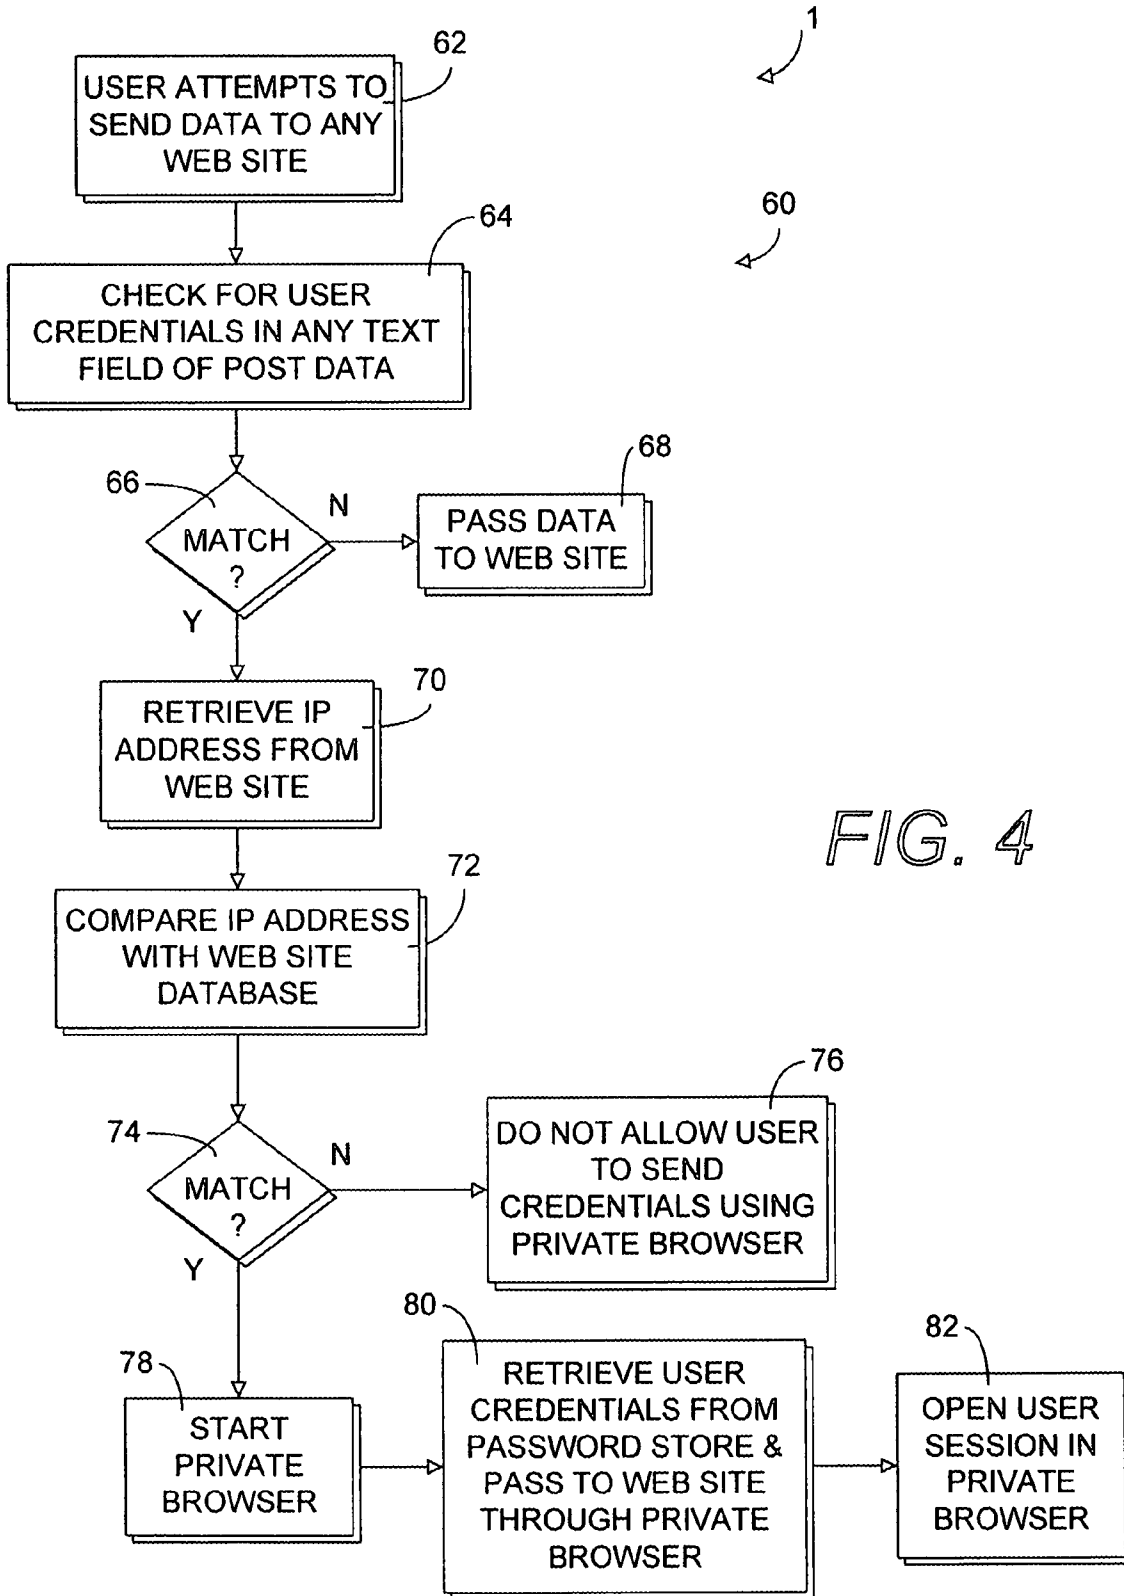 1
62
USER ATTEMPTS TO
SEND DATA TO ANY
WEB SITE
60
64
CHECK FOR USER
CREDENTIALS IN ANY TEXT
FIELD OF POST DATA
66
MATCH
?
N
68
PASS DATA
TO WEB SITE
Y
70
RETRIEVE IP
ADDRESS FROM
WEB SITE
FIG. 4
72
COMPARE IP ADDRESS
WITH WEB SITE
DATABASE
74
MATCH
?
N
76
DO NOT ALLOW USER
TO SEND
CREDENTIALS USING
PRIVATE BROWSER
Y
78
START
PRIVATE
BROWSER
80
RETRIEVE USER
CREDENTIALS FROM
PASSWORD STORE &
PASS TO WEB SITE
THROUGH PRIVATE
BROWSER
82
OPEN USER
SESSION IN
PRIVATE
BROWSER